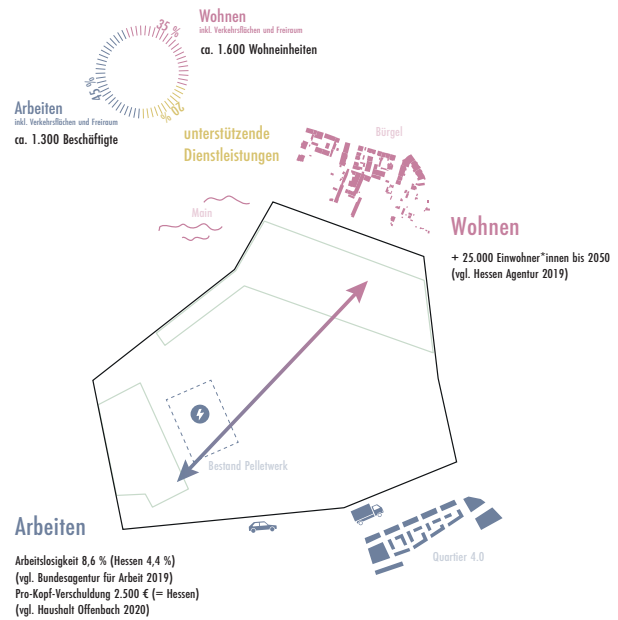 Wohnen
inkl. Verkehrsflächen und Freiraum
ca. 1.600 Wohneinheiten
35 %
45 %
20 %
Arbeiten
inkl. Verkehrsflächen und Freiraum
ca. 1.300 Beschäftigte
unterstützende
Dienstleistungen
Bürgel
Main
Wohnen
+ 25.000 Einwohner*innen bis 2050
(vgl. Hessen Agentur 2019)
Bestand Pelletwerk
Arbeiten
Arbeitslosigkeit 8,6 % (Hessen 4,4 %)
(vgl. Bundesagentur für Arbeit 2019)
Pro-Kopf-Verschuldung 2.500 € (= Hessen)
(vgl. Haushalt Offenbach 2020)
Quartier 4.0